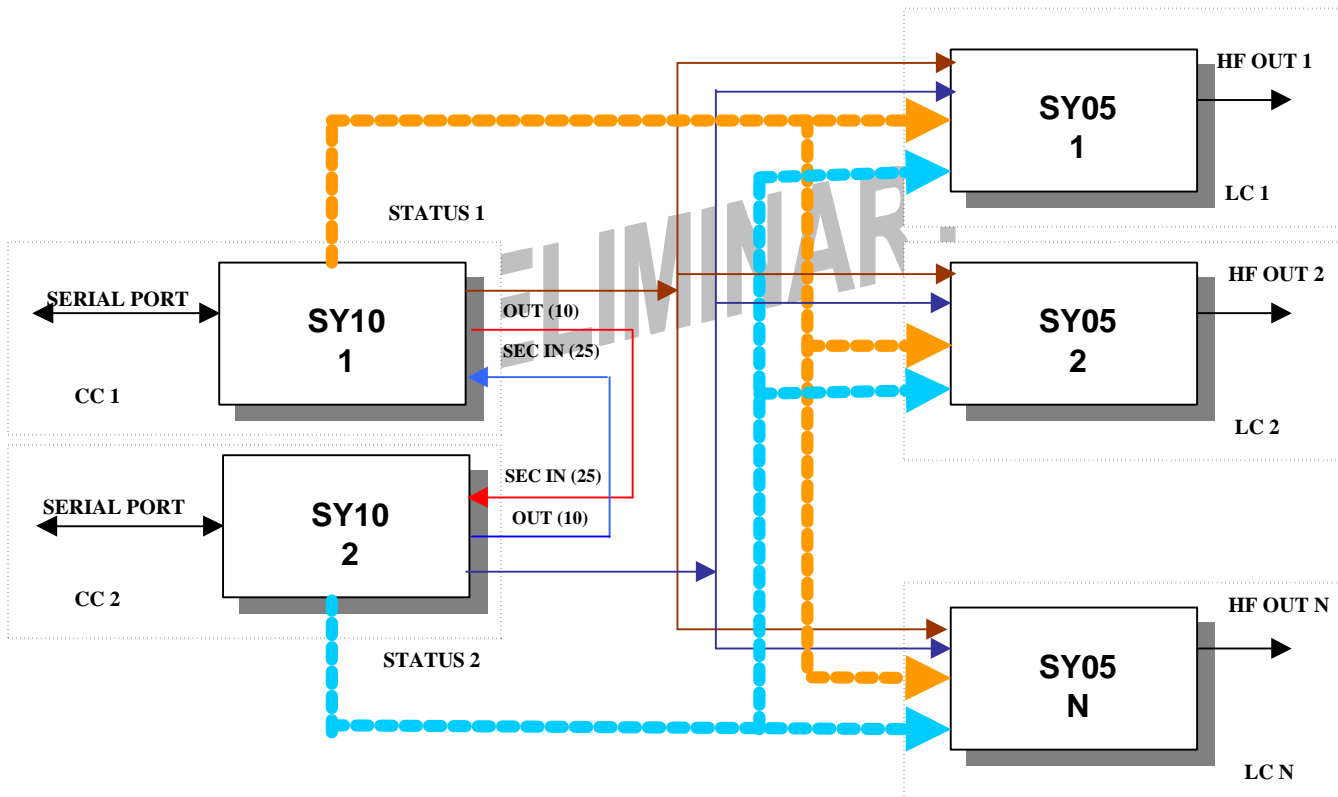 HF OUT 1
SY05
1
LC 1
STATUS 1
SERIAL PORT
SY10
1
CC 1
OUT (10)
SEC IN (25)
HF OUT 2
SY05
2
LC 2
SERIAL PORT
SY10
2
CC 2
SEC IN (25)
OUT (10)
STATUS 2
HF OUT N
SY05
N
LC N
ELIMINAR